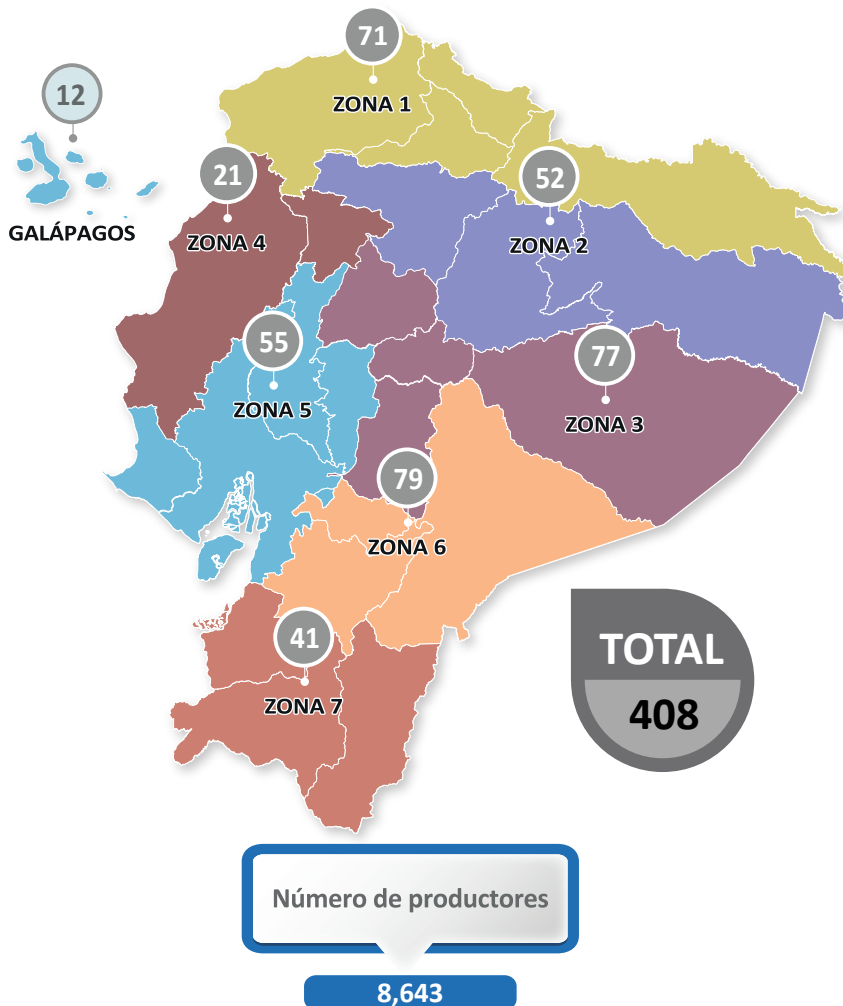 71
ZONA 1
12
GALÁPAGOS
21
ZONA 4
52
ZONA 2
55
ZONA 5
77
ZONA 3
79
ZONA 6
41
ZONA 7
TOTAL
408
Número de productores
8,643